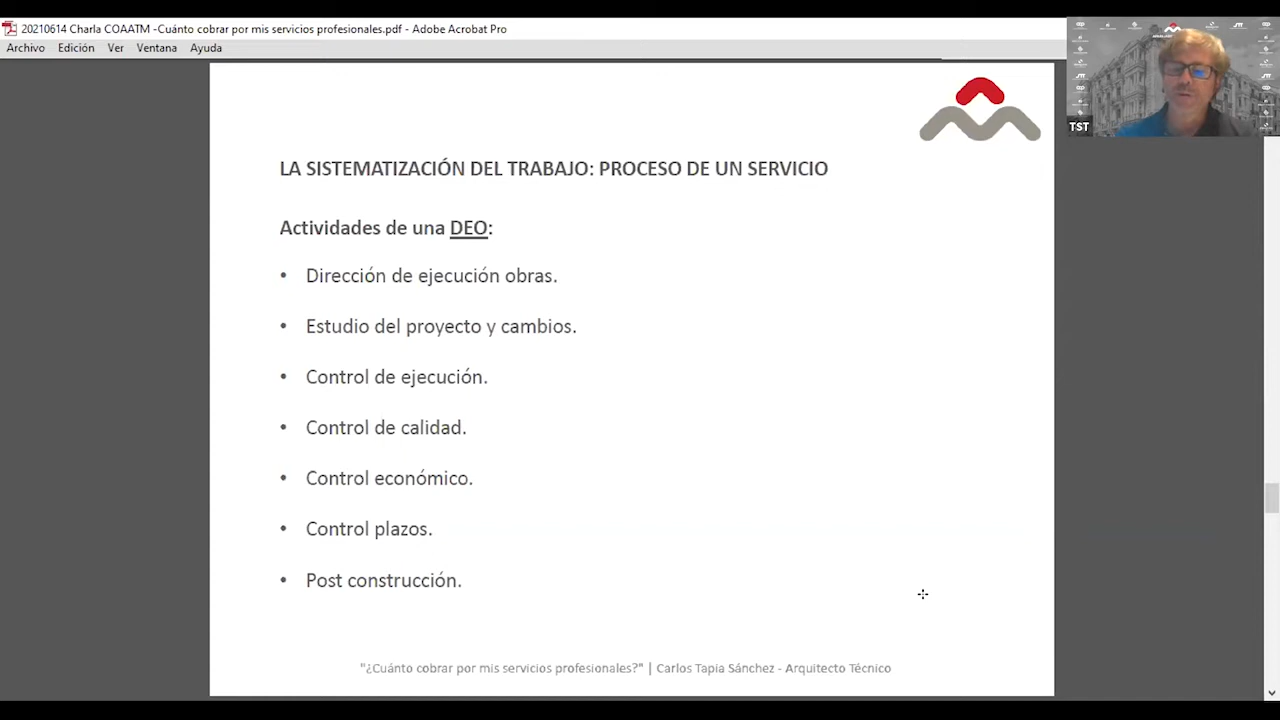 20210614 Charla COAATM -Cuánto cobrar por mis servicios profesionales.pdf - Adobe Acrobat Pro
Archivo Edición Ver Ventana Ayuda
TST
LA SISTEMATIZACIÓN DEL TRABAJO: PROCESO DE UN SERVICIO
Actividades de una DEO:
• Dirección de ejecución obras.
• Estudio del proyecto y cambios.
• Control de ejecución.
• Control de calidad.
• Control económico.
• Control plazos.
• Post construcción.
"¿Cuánto cobrar por mis servicios profesionales?" | Carlos Tapia Sánchez - Arquitecto Técnico